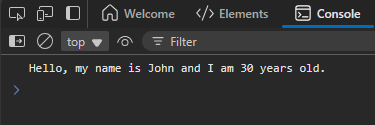 Welcome Elements Console
top Filter
Hello, my name is John and I am 30 years old.
>